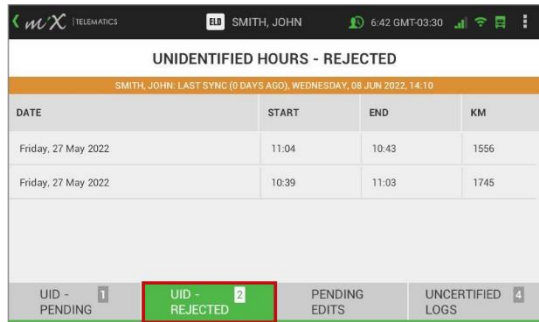 mX TELEMATICS ELD SMITH, JOHN 6:42 GMT-03:30
UNIDENTIFIED HOURS - REJECTED
SMITH, JOHN: LAST SYNC (0 DAYS AGO), WEDNESDAY, 08 JUN 2022, 14:10
DATE START END KM
Friday, 27 May 2022 11:04 10:43 1556
Friday, 27 May 2022 10:39 11:03 1745
UID - 1 UID - 2 PENDING UNCERTIFIED 4
PENDING REJECTED EDITS LOGS